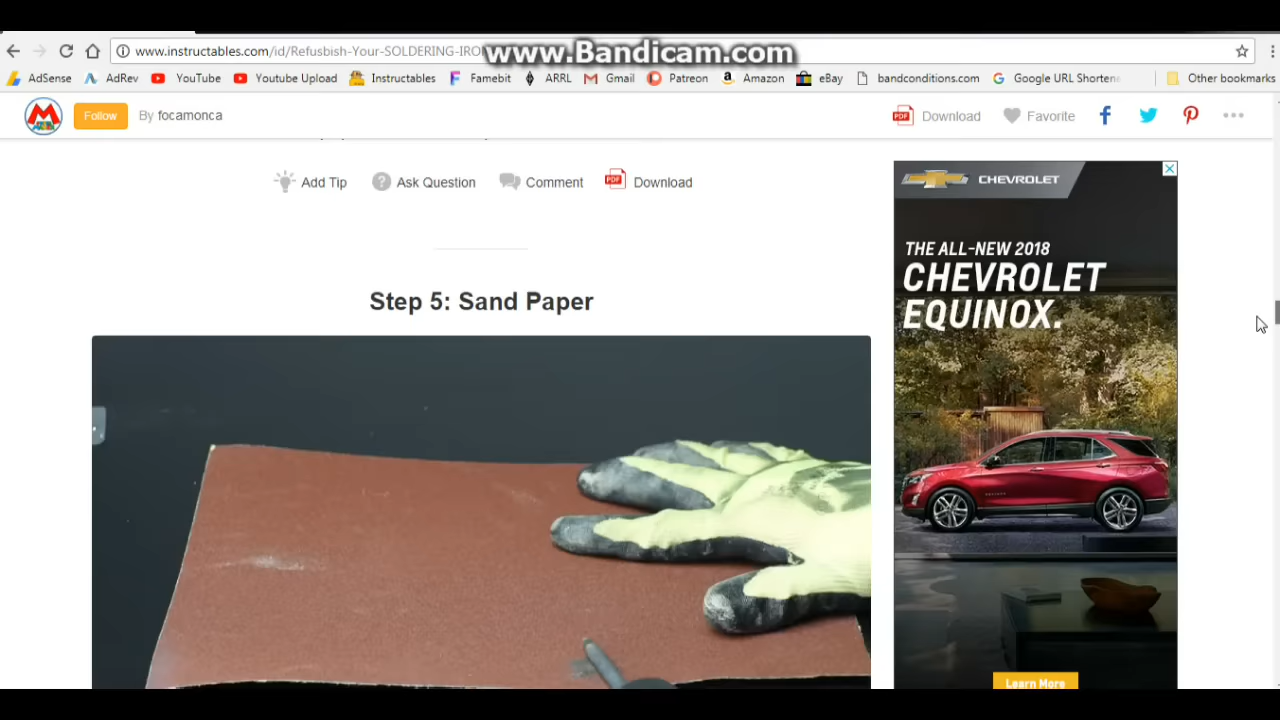 www.Bandicam.com
www.instructables.com/id/Refusbish-Your-SOLDERING-IRO
AdSense AdRev YouTube Youtube Upload Instructables Famebit ARRL Gmail Patreon Amazon eBay bandconditions.com Google URL Shortene Other bookmarks
Follow By focamonca Download Favorite
Add Tip Ask Question Comment Download
Step 5: Sand Paper
CHEVROLET
THE ALL-NEW 2018
CHEVROLET
EQUINOX.
Learn More